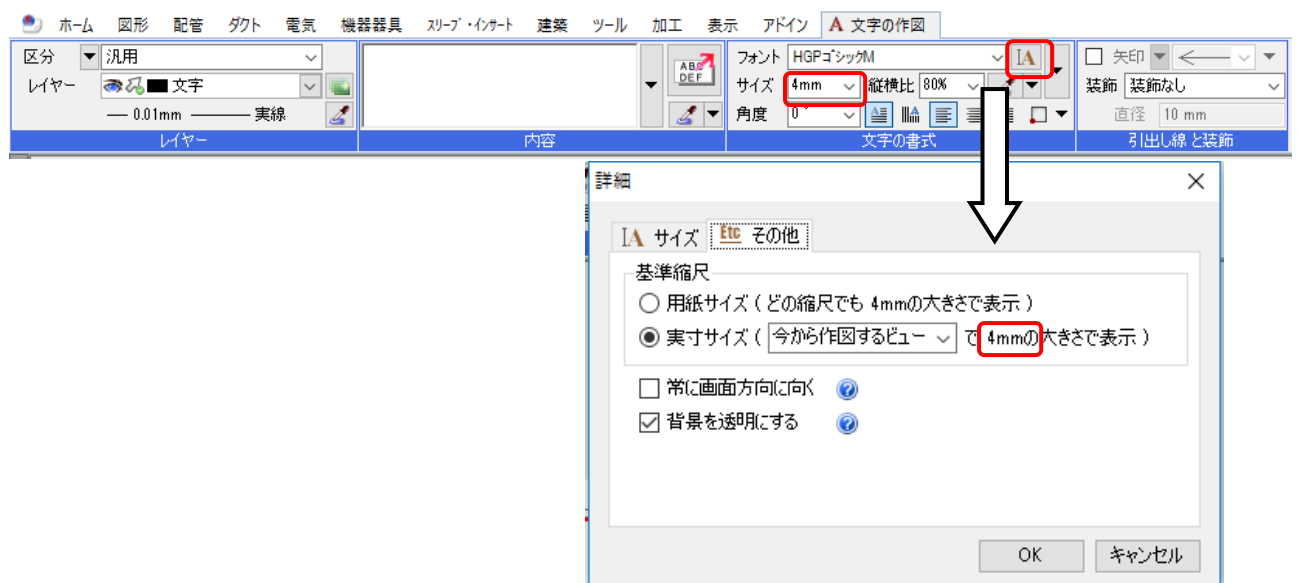 ホーム 図形 配管 ダクト 電気 機器器具 スリーブ・インサート 建築 ツール 加工 表示 アドイン A 文字の作図
区分 汎用
レイヤー 文字
0.01mm 実線
レイヤー
ABC
DEF
内容
フォント HGPゴシックM IA
サイズ 4mm 縦横比 80%
角度 0°
文字の書式
矢印
装飾 装飾なし
直径 10 mm
引出し線 と装飾
詳細
IA サイズ Etc その他
基準縮尺
用紙サイズ ( どの縮尺でも 4mmの大きさで表示 )
実寸サイズ ( 今から作図するビュー で 4mmの大きさで表示 )
常に画面方向に向く ?
背景を透明にする ?
OK キャンセル